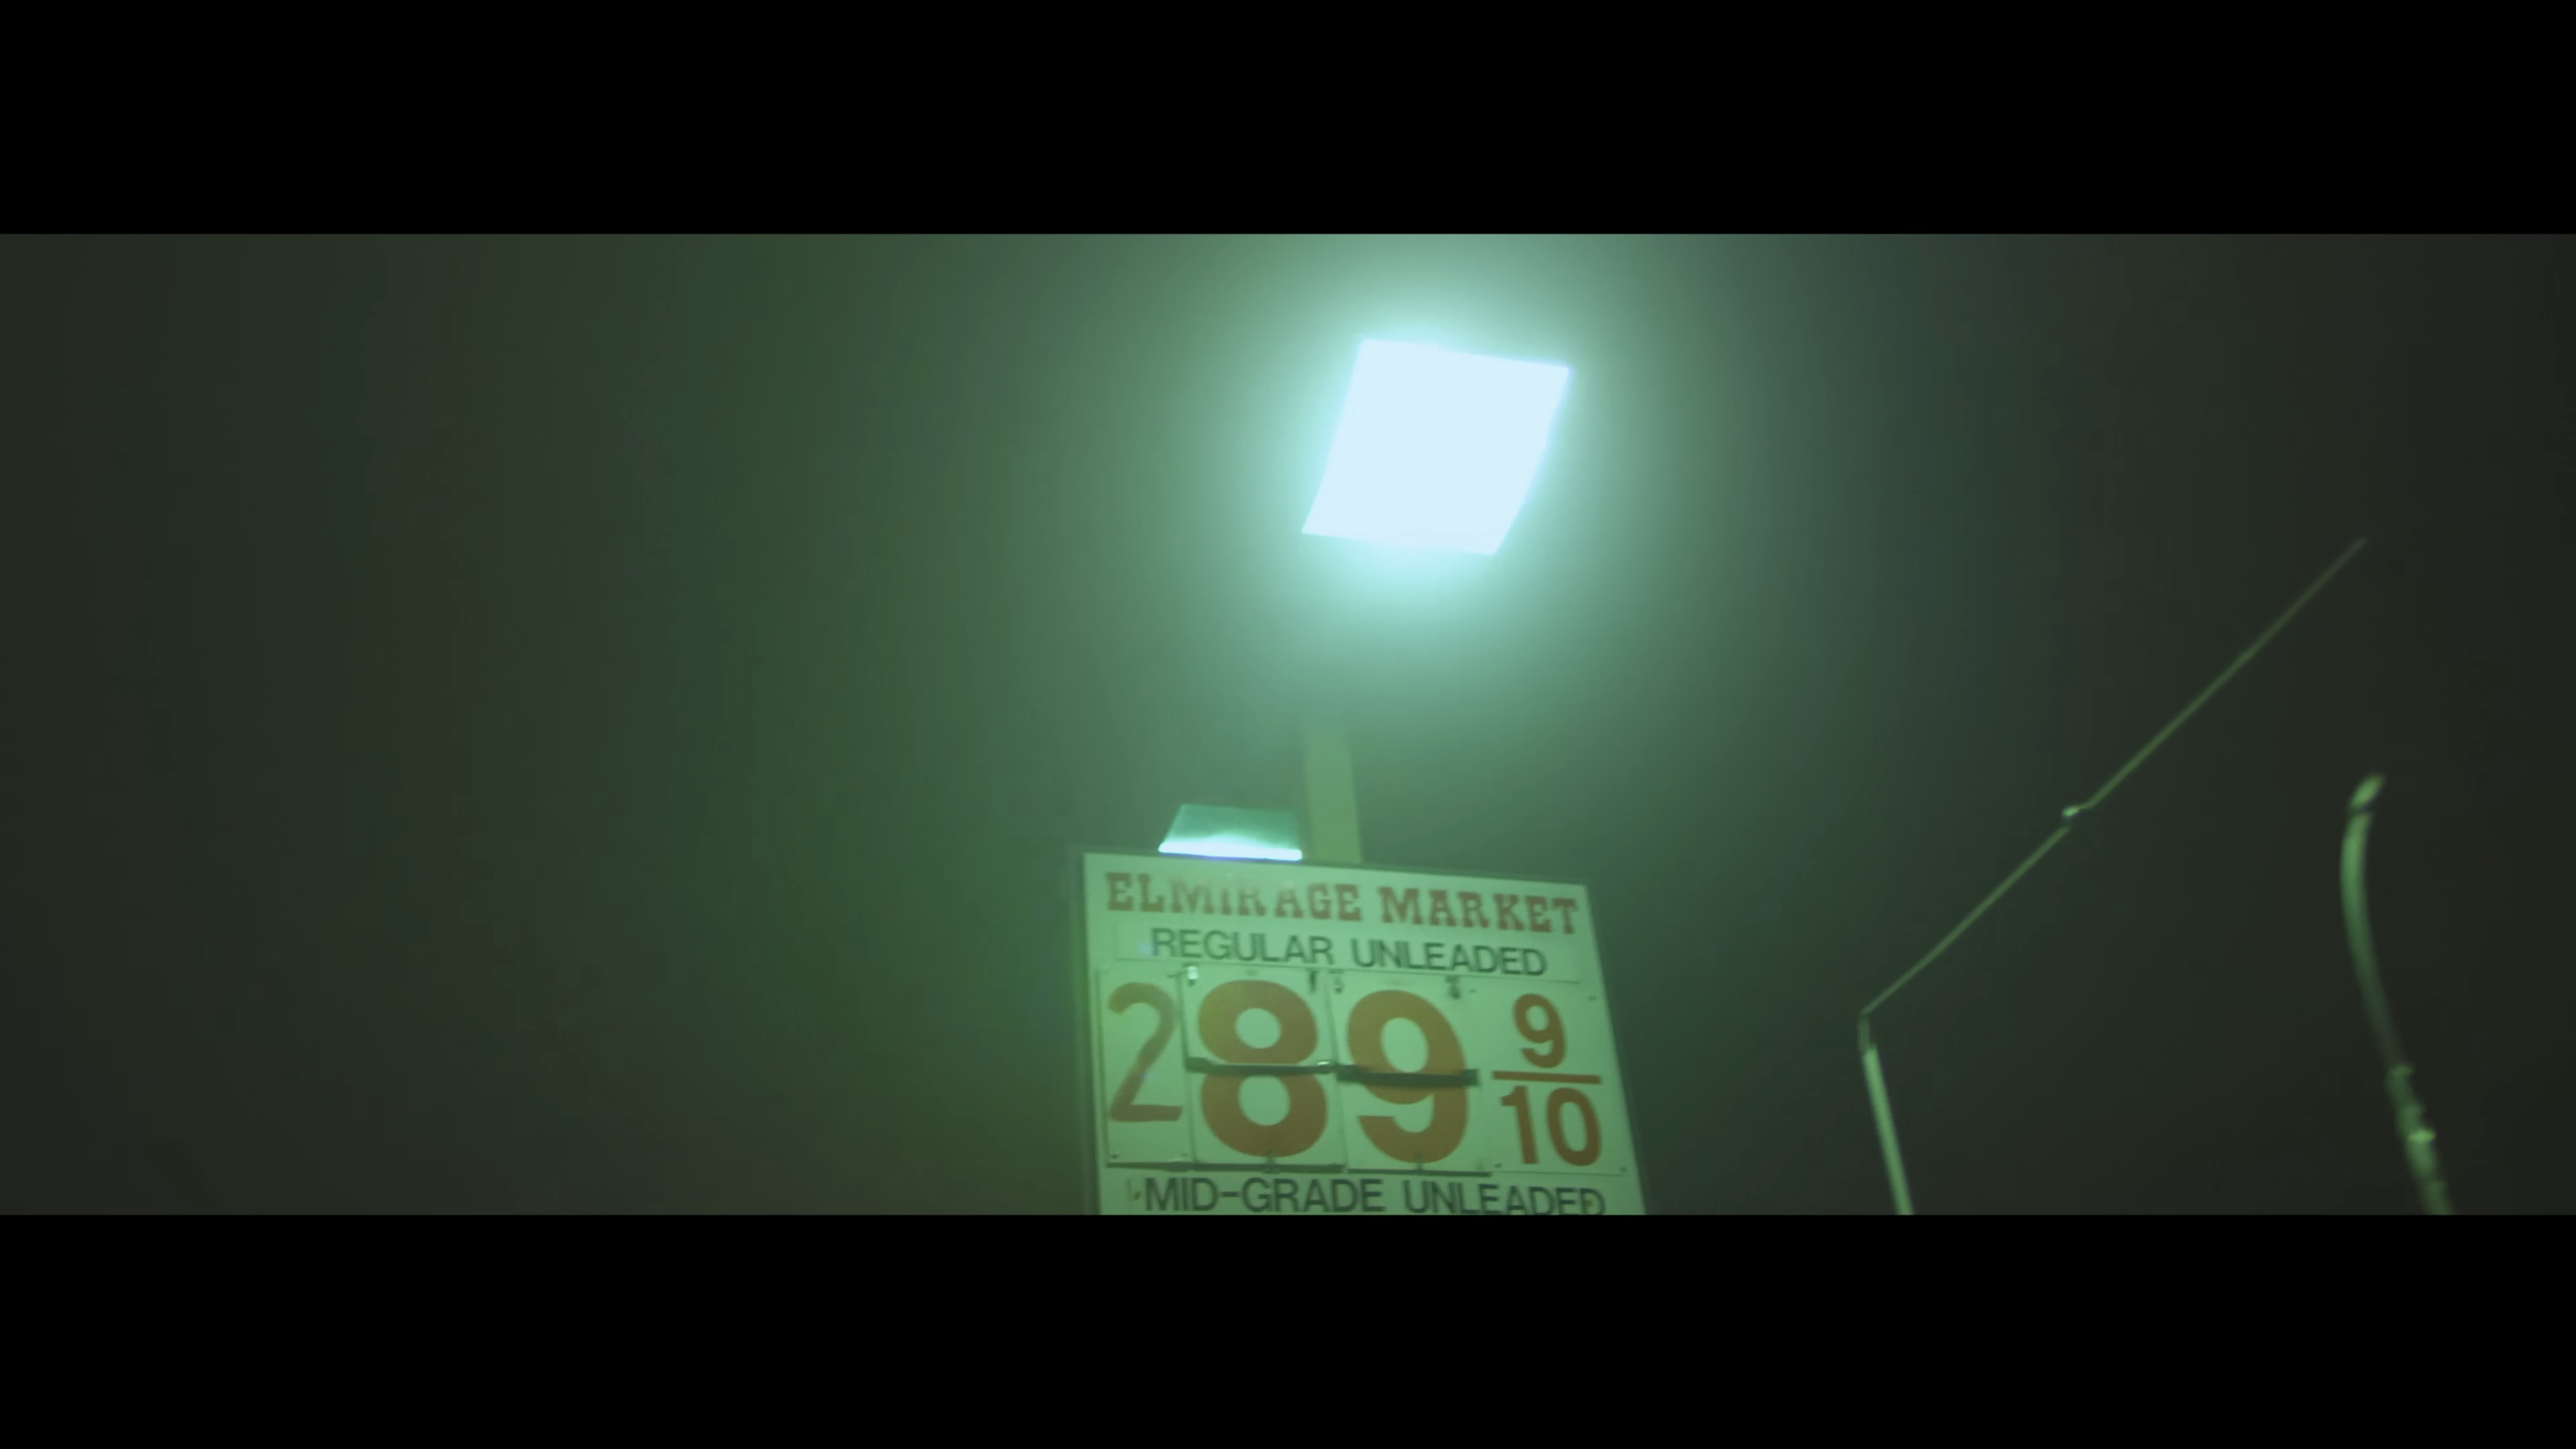 ELMIRAGE MARKET
REGULAR UNLEADED
289 9/10
MID-GRADE UNLEADED